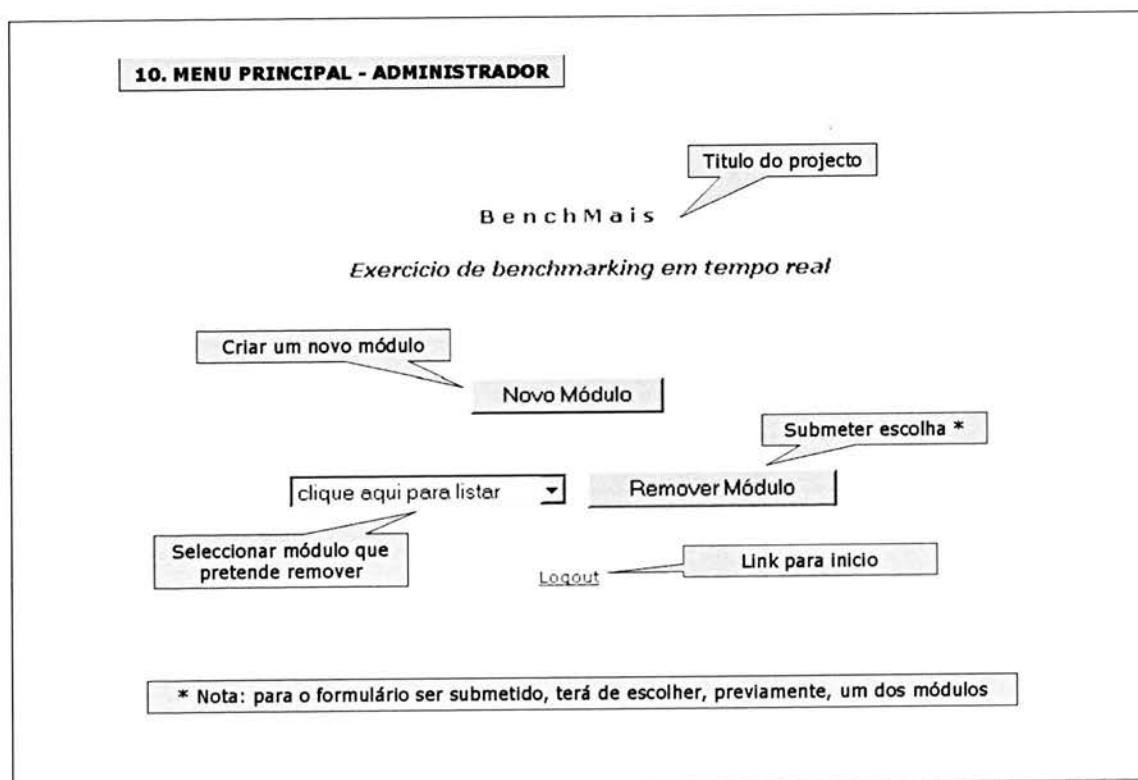 10. MENU PRINCIPAL - ADMINISTRADOR
Titulo do projecto
BenchMais
Exercício de benchmarking em tempo real
Criar um novo módulo
Novo Módulo
Submeter escolha *
clique aqui para listar
Remover Módulo
Seleccionar módulo que
pretende remover
Link para inicio
Logout
* Nota: para o formulário ser submetido, terá de escolher, previamente, um dos módulos